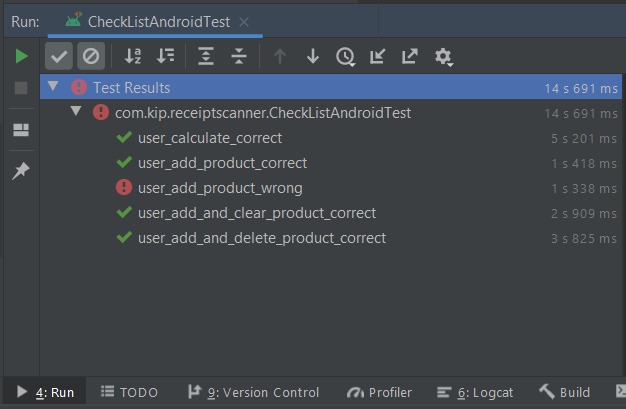 Run: CheckListAndroidTest
Test Results 14 s 691 ms
com.kip.receiptscanner.CheckListAndroidTest 14 s 691 ms
user_calculate_correct 5 s 201 ms
user_add_product_correct 1 s 418 ms
user_add_product_wrong 1 s 338 ms
user_add_and_clear_product_correct 2 s 909 ms
user_add_and_delete_product_correct 3 s 825 ms
4: Run TODO 9: Version Control Profiler 6: Logcat Build